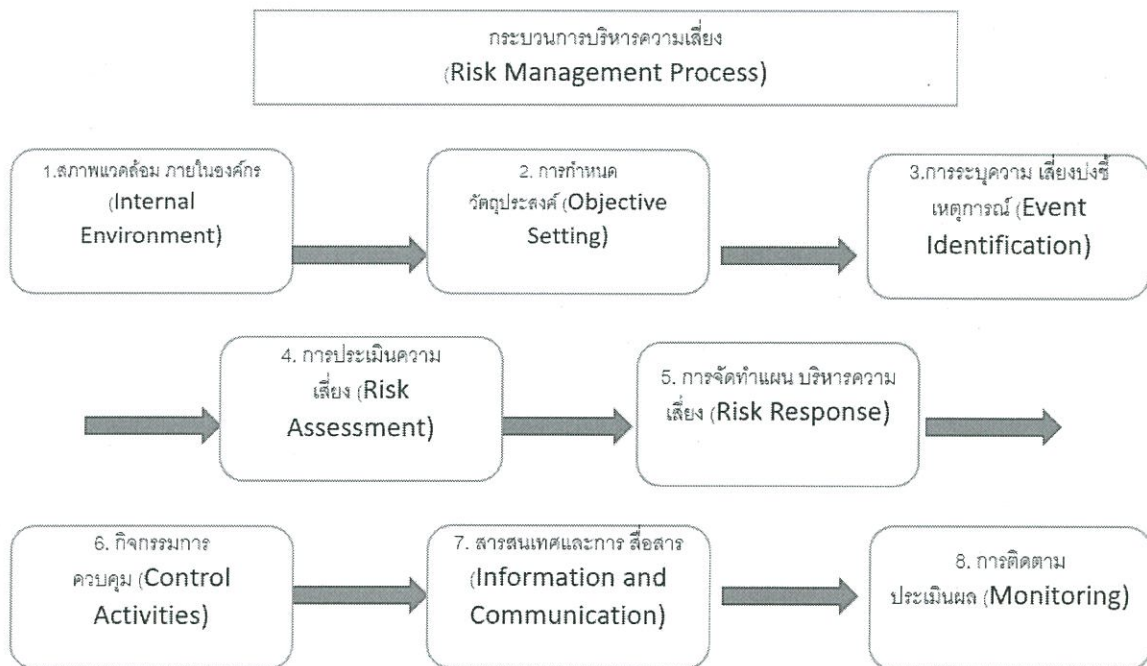 กระบวนการบริหารความเสี่ยง
(Risk Management Process)
1.สภาพแวดล้อม ภายในองค์กร
(Internal
Environment)
2. การกำหนด
วัตถุประสงค์ (Objective
Setting)
3.การระบุความ เสี่ยงบ่งชี้
เหตุการณ์ (Event
Identification)
4. การประเมินความ
เสี่ยง (Risk
Assessment)
5. การจัดทำแผน บริหารความ
เสี่ยง (Risk Response)
6. กิจกรรมการ
ควบคุม (Control
Activities)
7. สารสนเทศและการ สื่อสาร
(Information and
Communication)
8. การติดตาม
ประเมินผล (Monitoring)